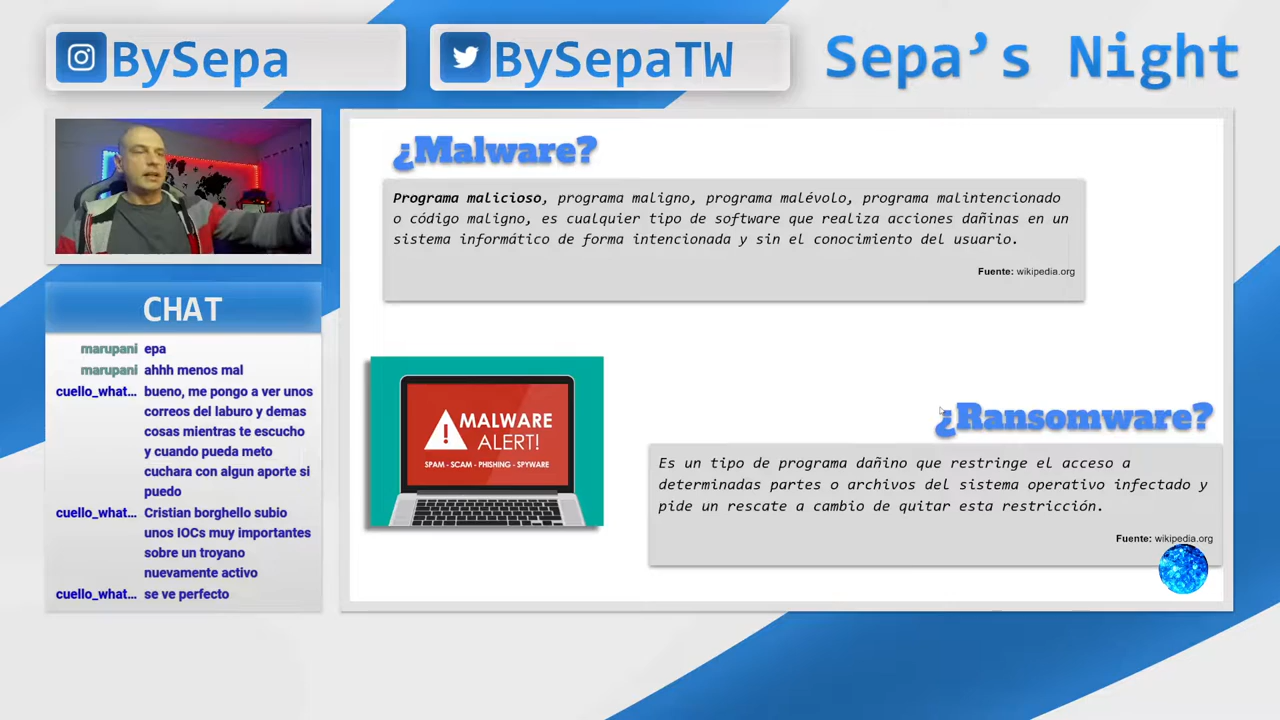 BySepa
BySepaTW
Sepa's Night
¿Malware?
Programa malicioso, programa maligno, programa malévolo, programa malintencionado
o código maligno, es cualquier tipo de software que realiza acciones dañinas en un
sistema informático de forma intencionada y sin el conocimiento del usuario.
Fuente: wikipedia.org
CHAT
marupani epa
marupani ahhh menos mal
cuello_what... bueno, me pongo a ver unos
correos del laburo y demas
cosas mientras te escucho
y cuando pueda meto
cuchara con algun aporte si
puedo
cuello_what... Cristian borghello subio
unos IOCs muy importantes
sobre un troyano
nuevamente activo
cuello_what... se ve perfecto
MALWARE
ALERT!
SPAM - SCAM - PHISHING - SPYWARE
¿Ransomware?
Es un tipo de programa dañino que restringe el acceso a
determinadas partes o archivos del sistema operativo infectado y
pide un rescate a cambio de quitar esta restricción.
Fuente: wikipedia.org